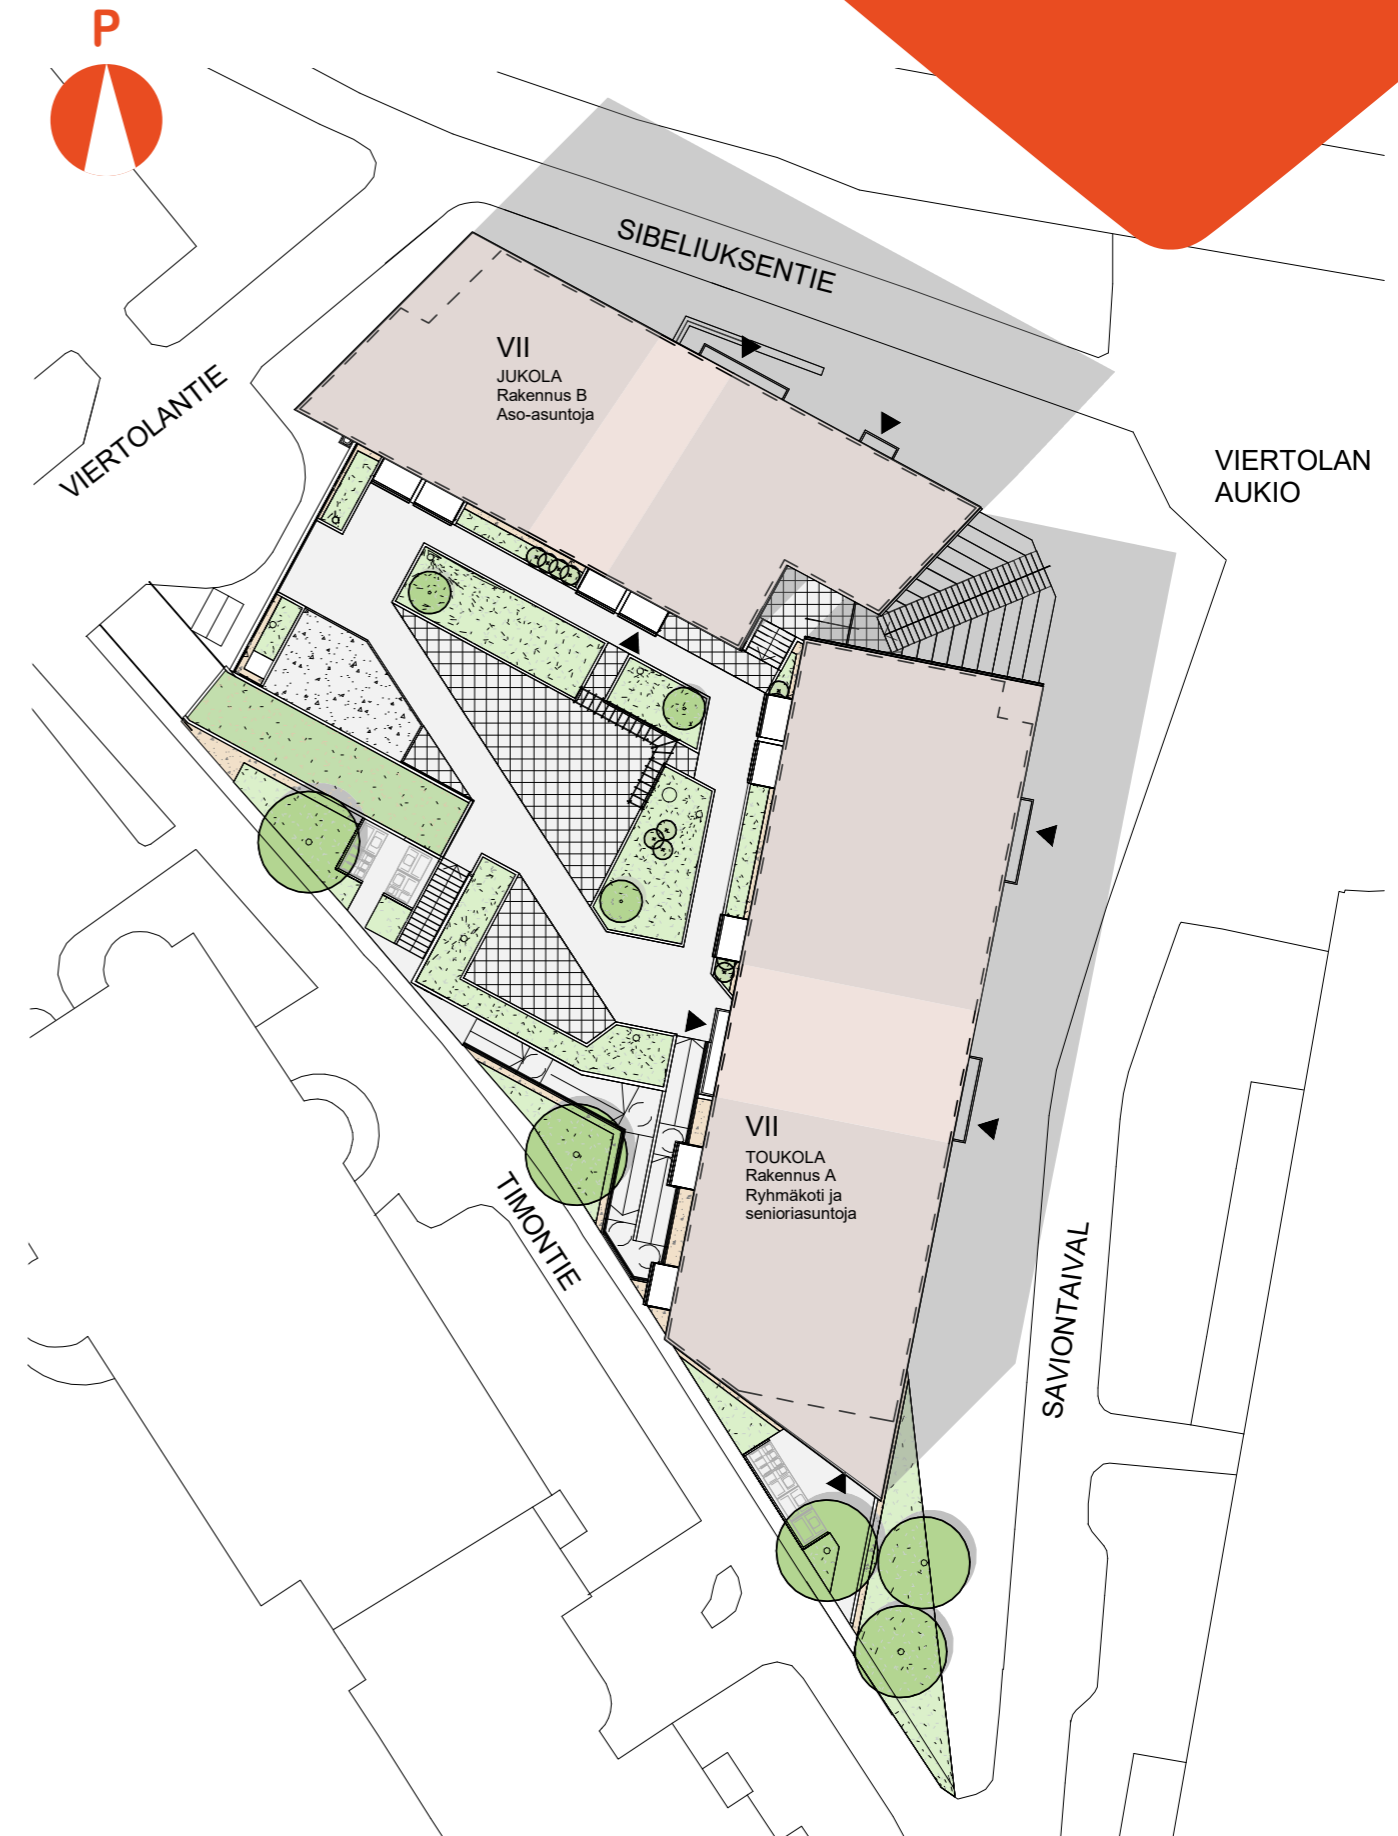 P
SIBELIUKSENTIE
VII
JUKOLA
Rakennus B
Aso-asuntoja
VIERTOLANTIE
VIERTOLAN
AUKIO
VII
TOUKOLA
Rakennus A
Ryhmäkoti ja
senioriasuntoja
TIMONTIE
SAVIONTAIVAL